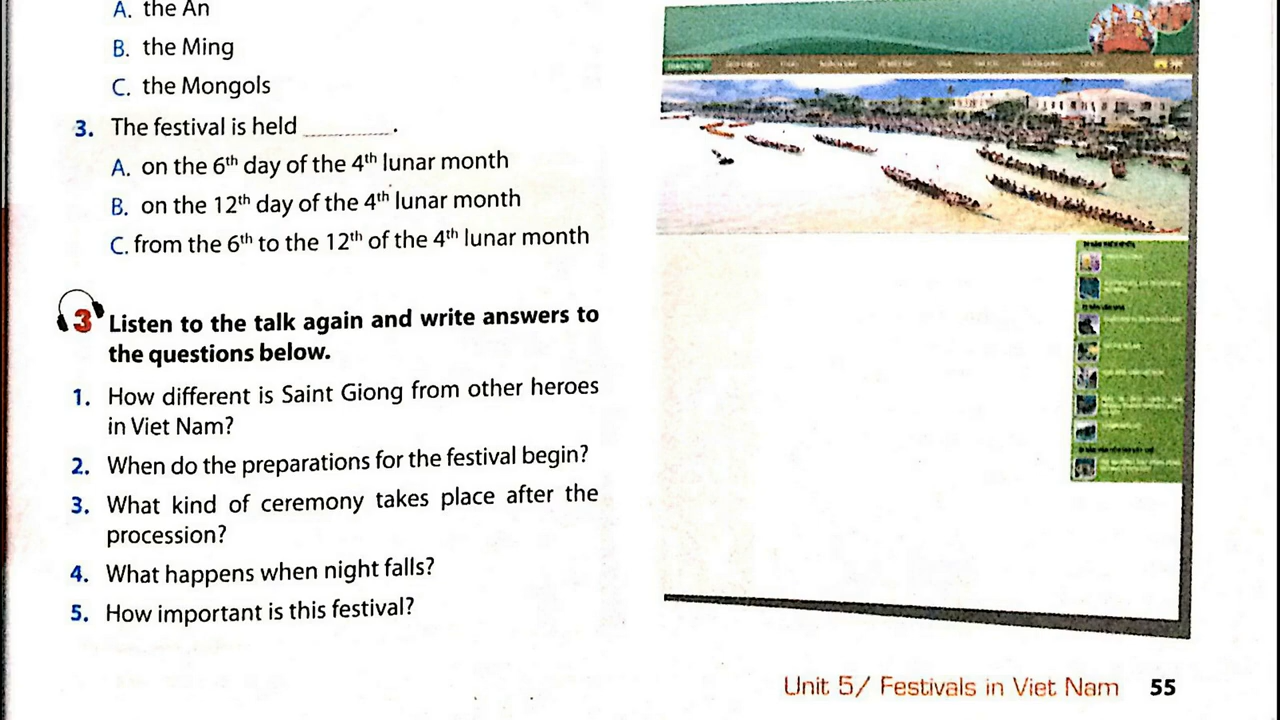 A. the An
B. the Ming
C. the Mongols
3. The festival is held ________.
A. on the 6th day of the 4th lunar month
B. on the 12th day of the 4th lunar month
C. from the 6th to the 12th of the 4th lunar month
3 Listen to the talk again and write answers to
the questions below.
1. How different is Saint Giong from other heroes
in Viet Nam?
2. When do the preparations for the festival begin?
3. What kind of ceremony takes place after the
procession?
4. What happens when night falls?
5. How important is this festival?
Unit 5/ Festivals in Viet Nam 55